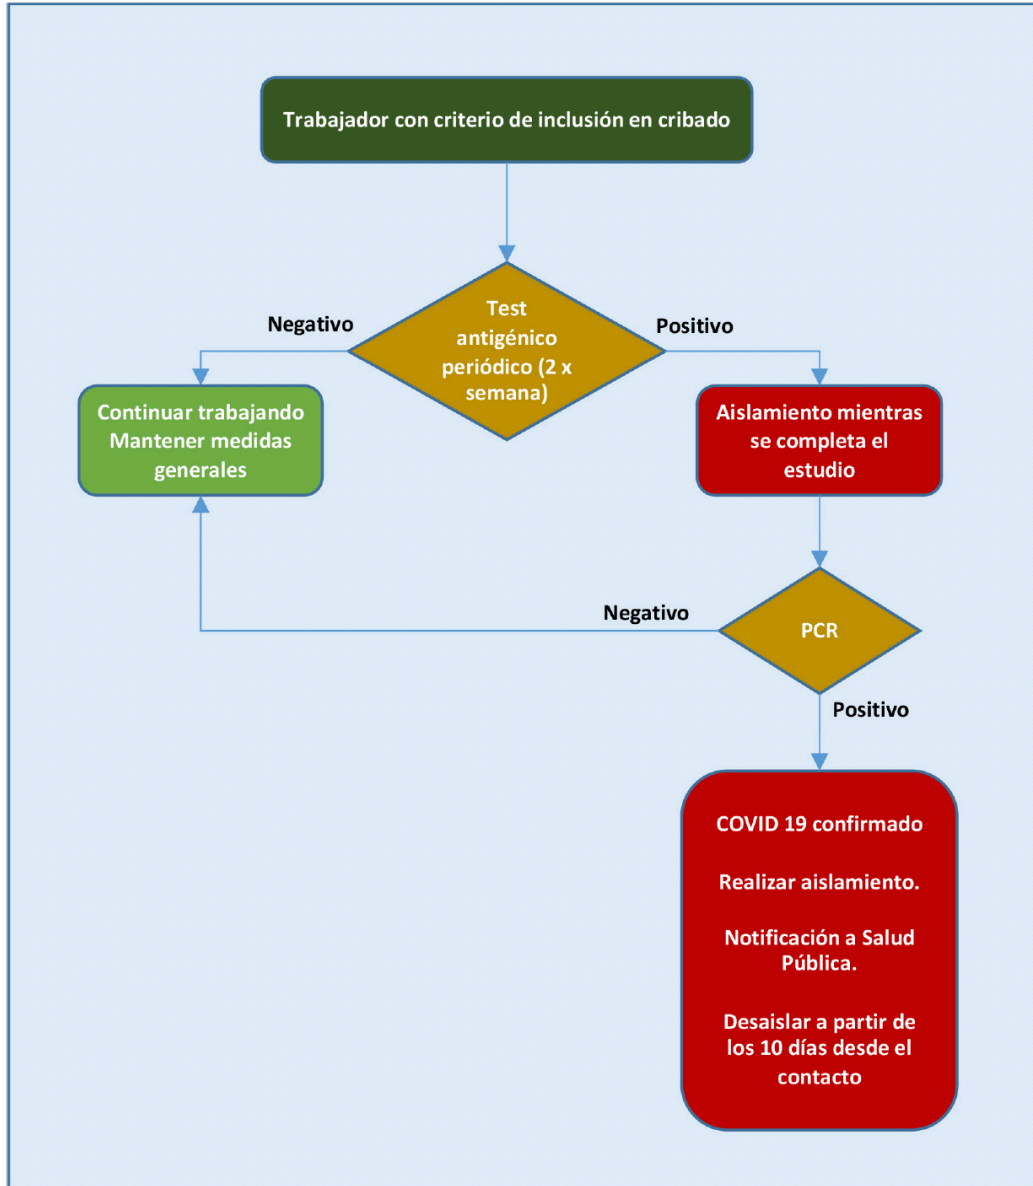 Trabajador con criterio de inclusión en cribado
Negativo
Test
antigénico
periódico (2 x
semana)
Positivo
Continuar trabajando
Mantener medidas
generales
Aislamiento mientras
se completa el
estudio
Negativo
PCR
Positivo
COVID 19 confirmado
Realizar aislamiento.
Notificación a Salud
Pública.
Desaislar a partir de
los 10 días desde el
contacto